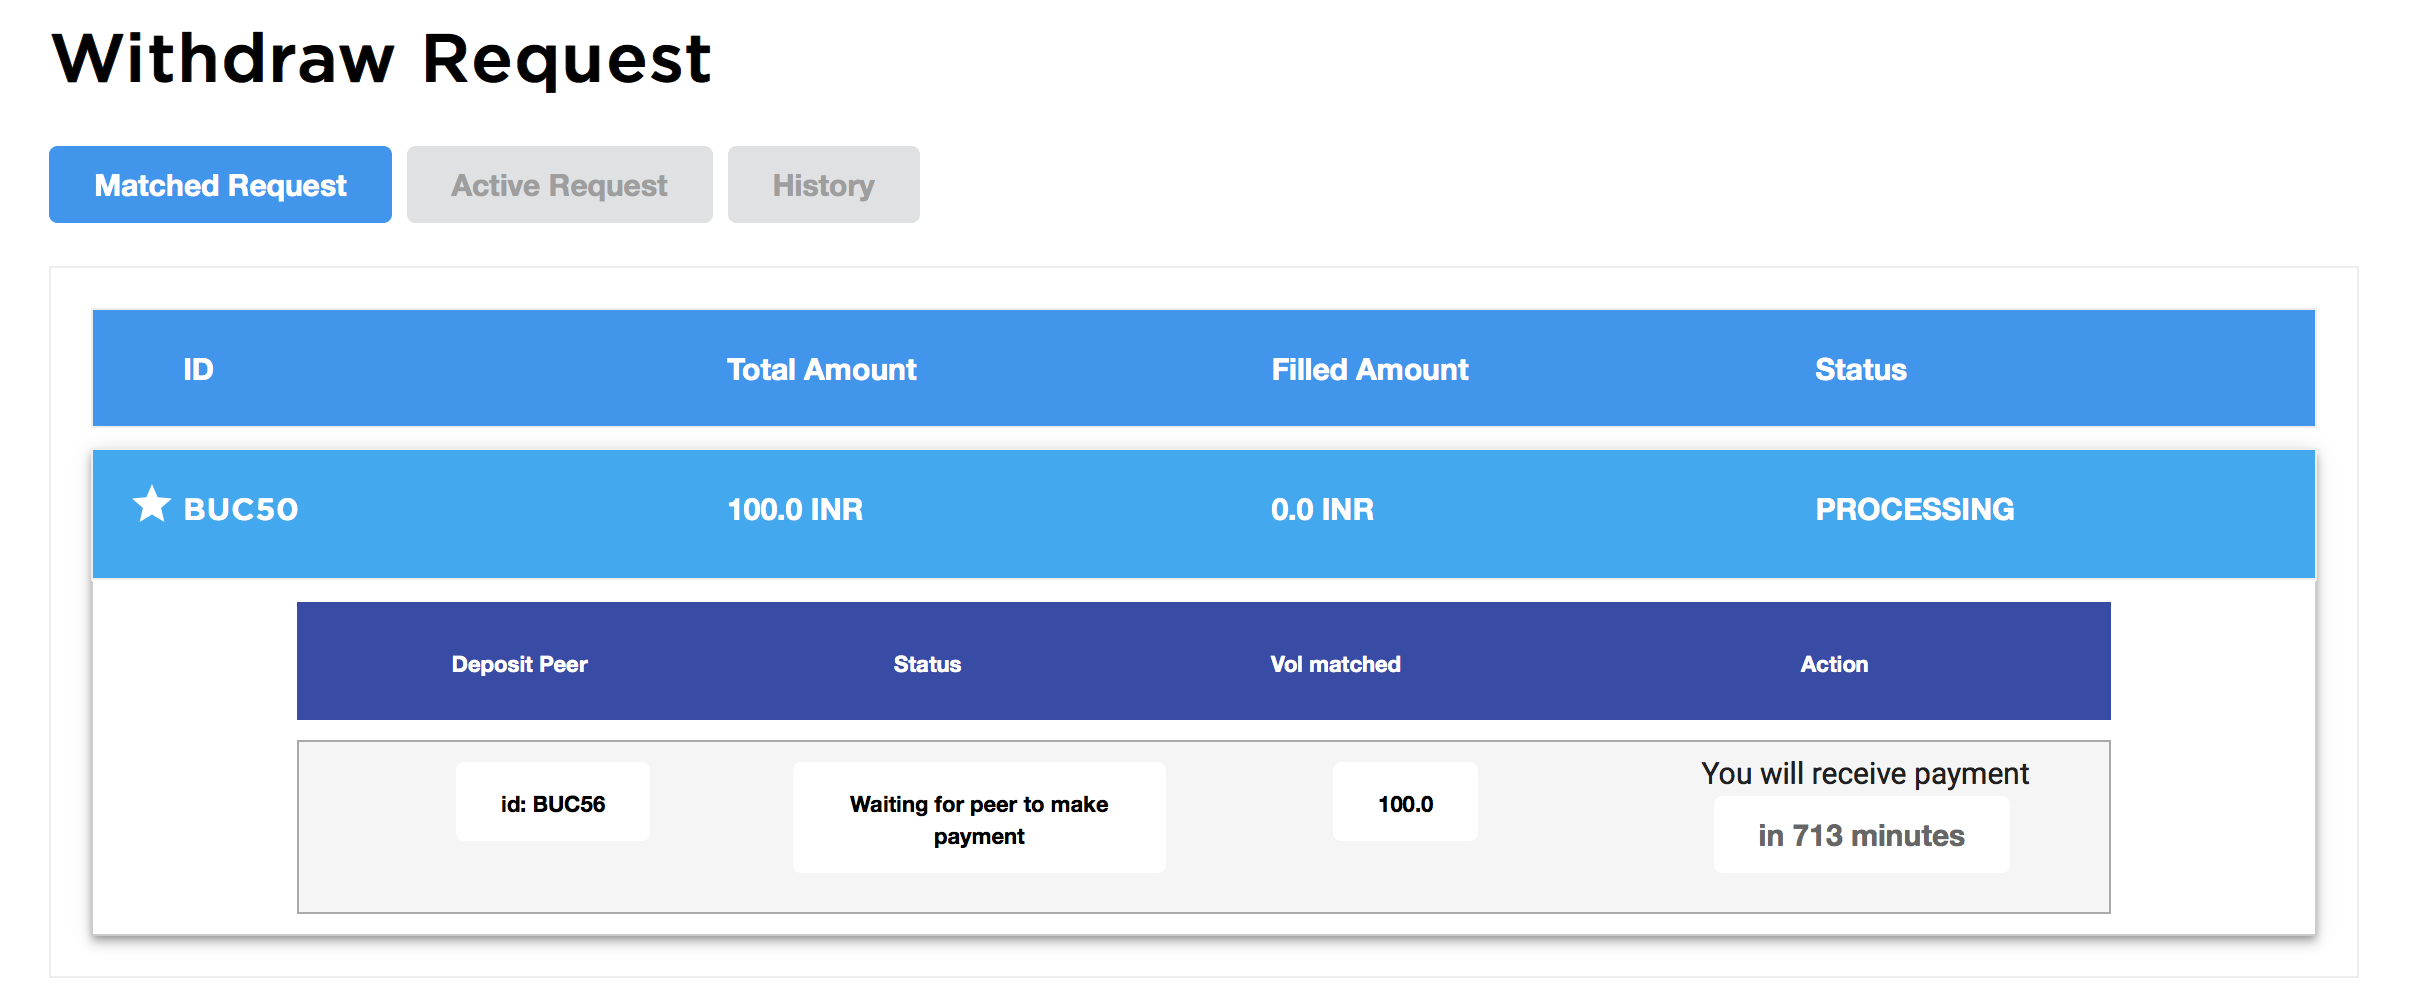 Withdraw Request
Matched Request Active Request History
ID Total Amount Filled Amount Status
BUC50 100.0 INR 0.0 INR PROCESSING
Deposit Peer Status Vol matched Action
You will receive payment
id: BUC56 Waiting for peer to make 100.0
payment in 713 minutes